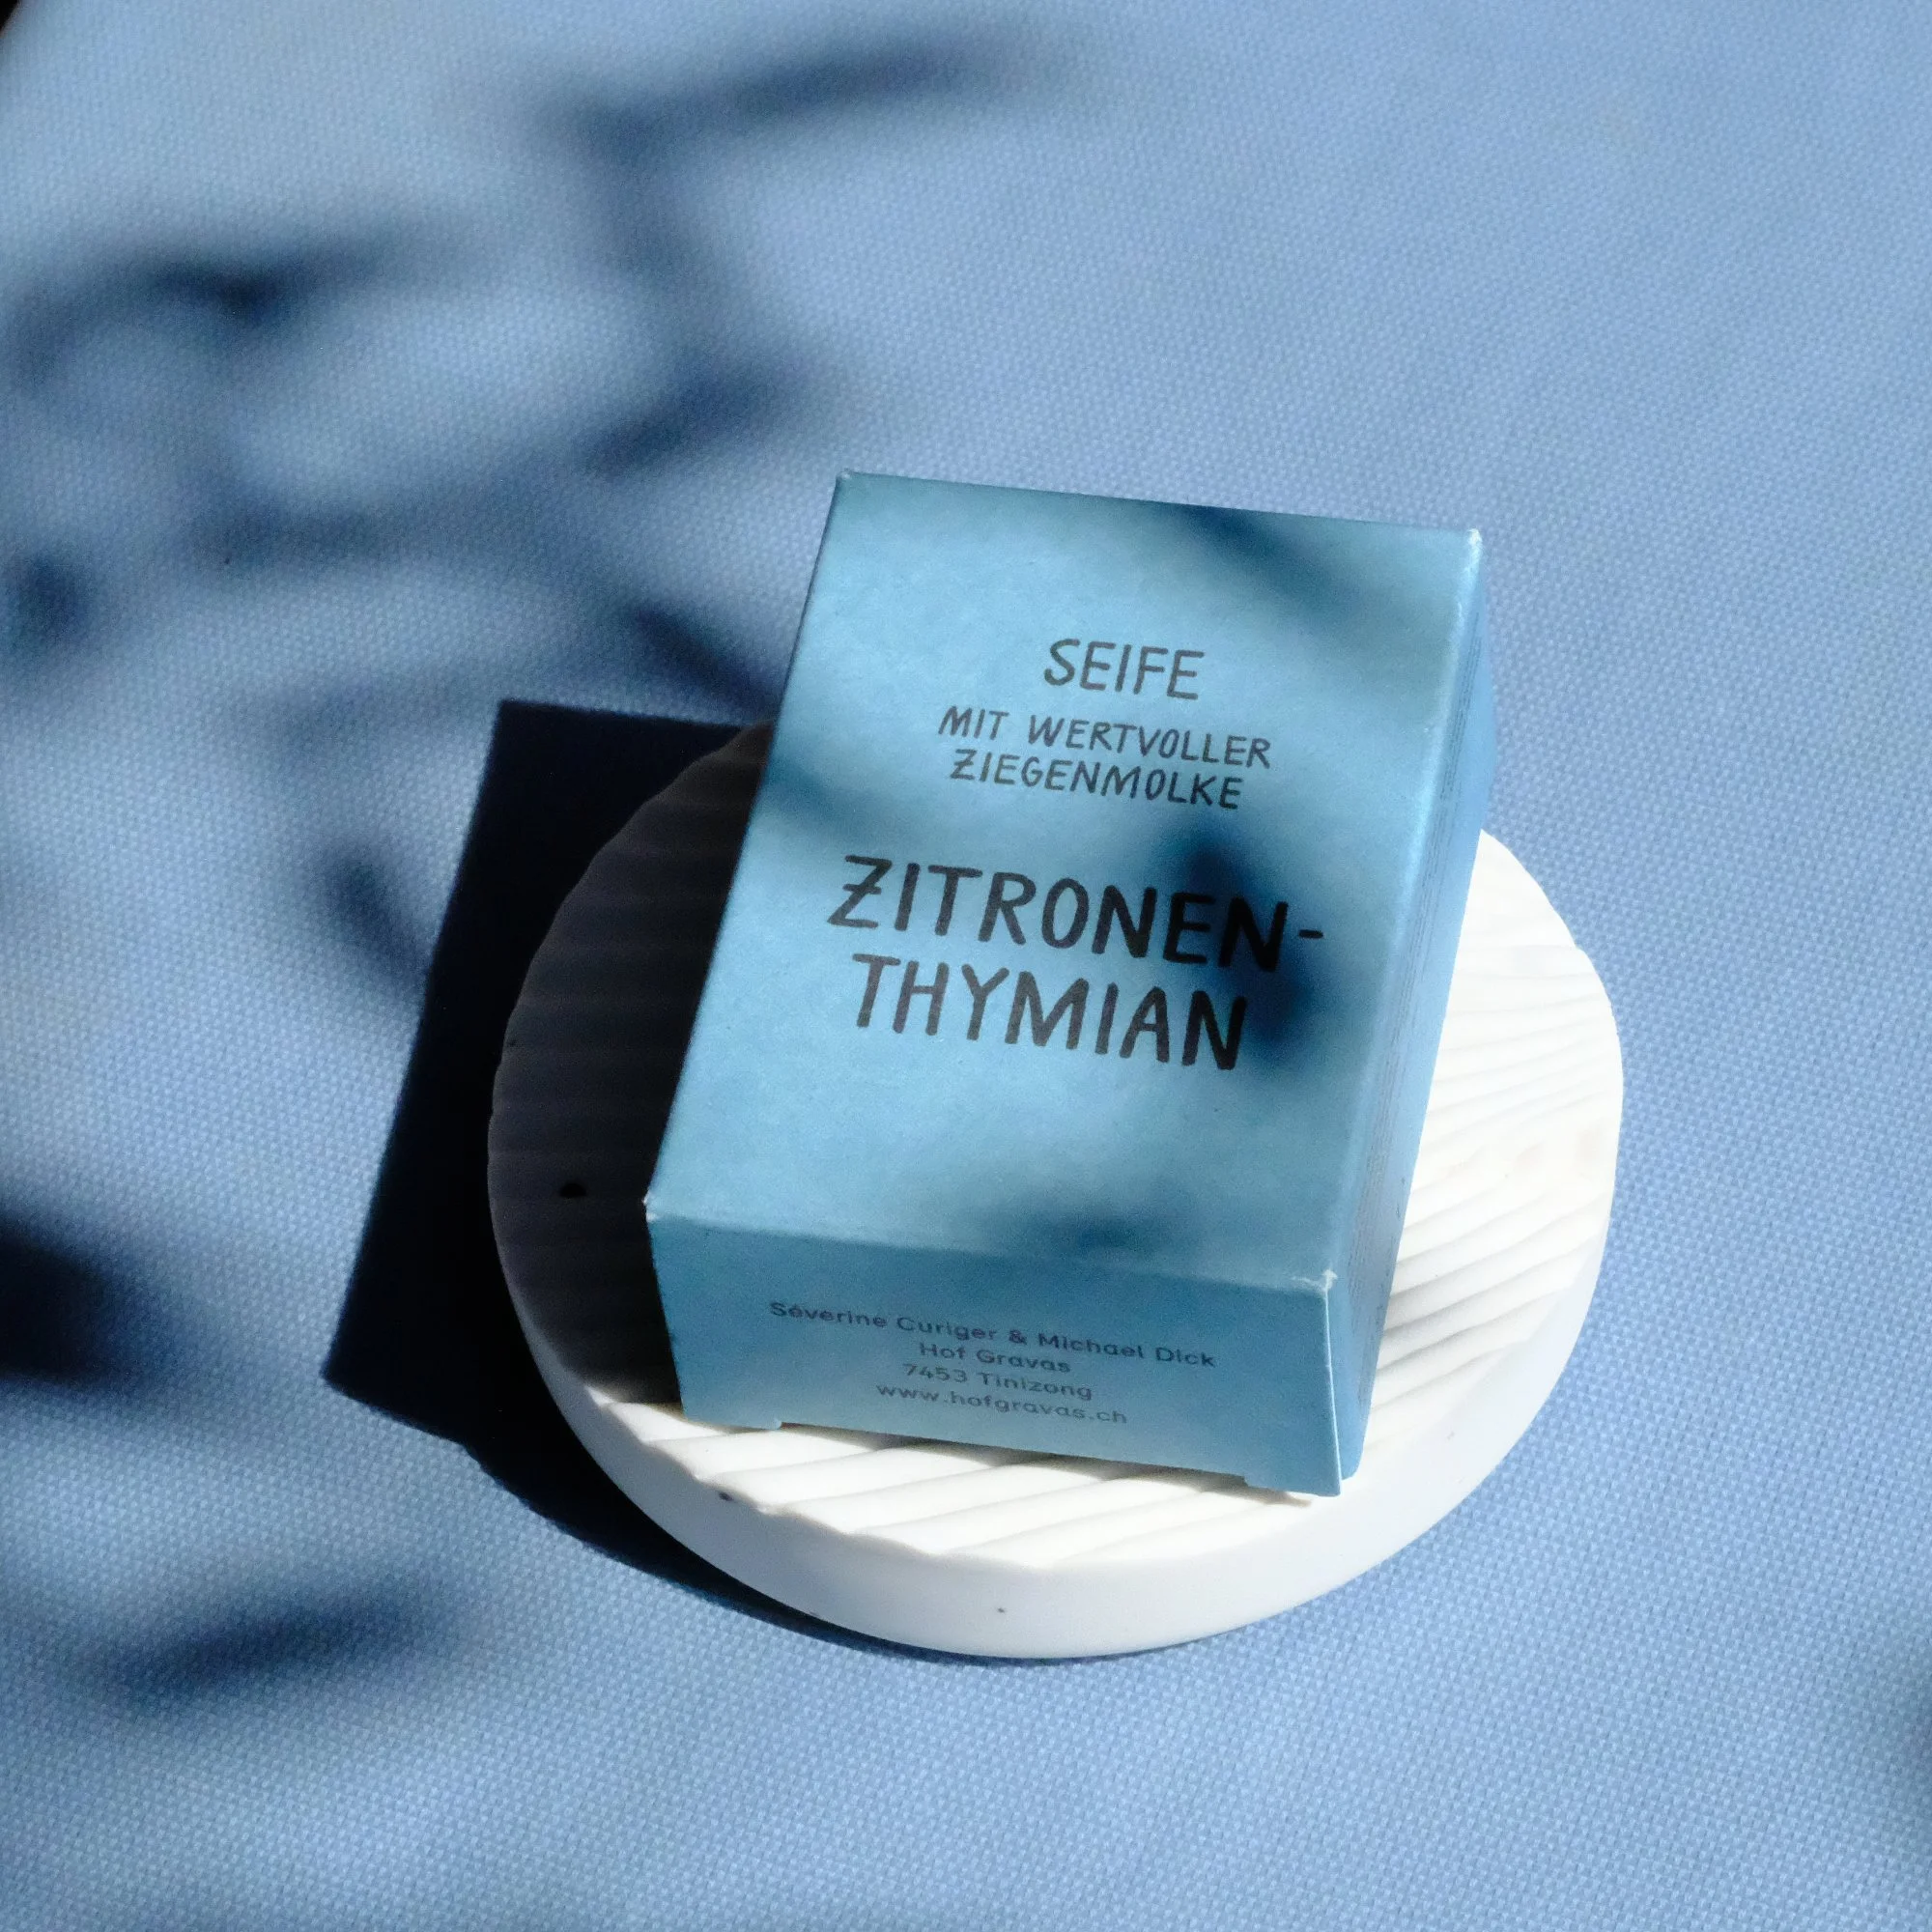 SEIFE
MIT WERTVOLLER
ZIEGENMOLKE
ZITRONEN-
THYMIAN
Séverine Curiger & Michael Dick
Hof Gravas
7453 Tinizong
www.hofgravas.ch